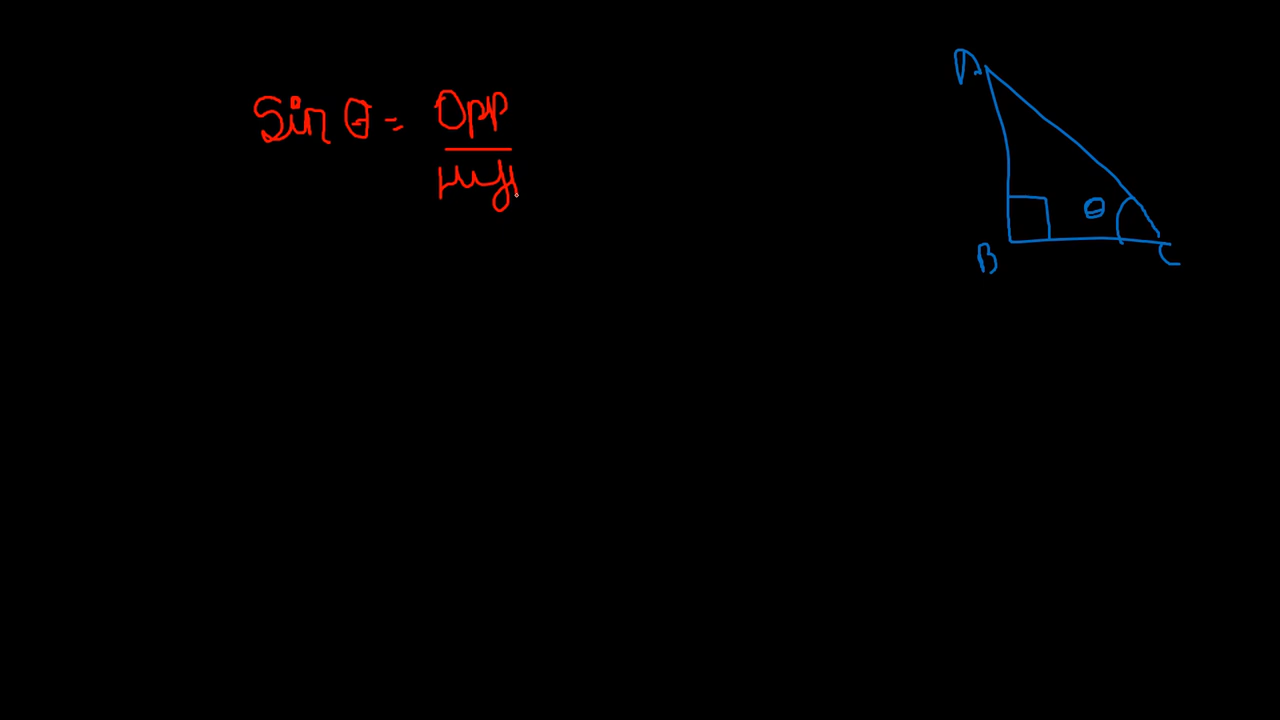 Sin θ = Opp
Hyp
A
θ
B
C